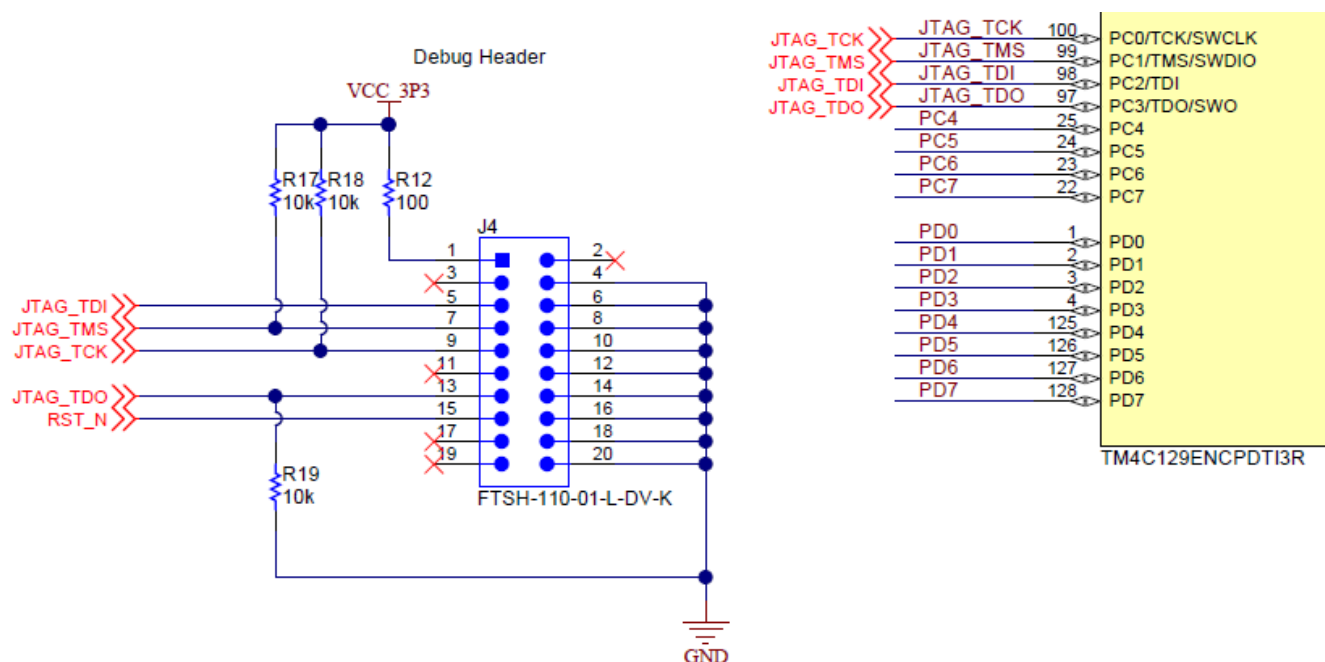 Debug Header
VCC_3P3
R17
10k
R18
10k
R12
100
J4
1
2
3
4
JTAG_TDI
5
6
JTAG_TMS
7
8
JTAG_TCK
9
10
11
12
JTAG_TDO
13
14
RST_N
15
16
17
18
19
20
R19
10k
FTSH-110-01-L-DV-K
GND
JTAG_TCK JTAG_TCK 100 PC0/TCK/SWCLK
JTAG_TMS JTAG_TMS 99 PC1/TMS/SWDIO
JTAG_TDI JTAG_TDI 98 PC2/TDI
JTAG_TDO JTAG_TDO 97 PC3/TDO/SWO
PC4 25 PC4
PC5 24 PC5
PC6 23 PC6
PC7 22 PC7
PD0 1 PD0
PD1 2 PD1
PD2 3 PD2
PD3 4 PD3
PD4 125 PD4
PD5 126 PD5
PD6 127 PD6
PD7 128 PD7
TM4C129ENCPDTI3R